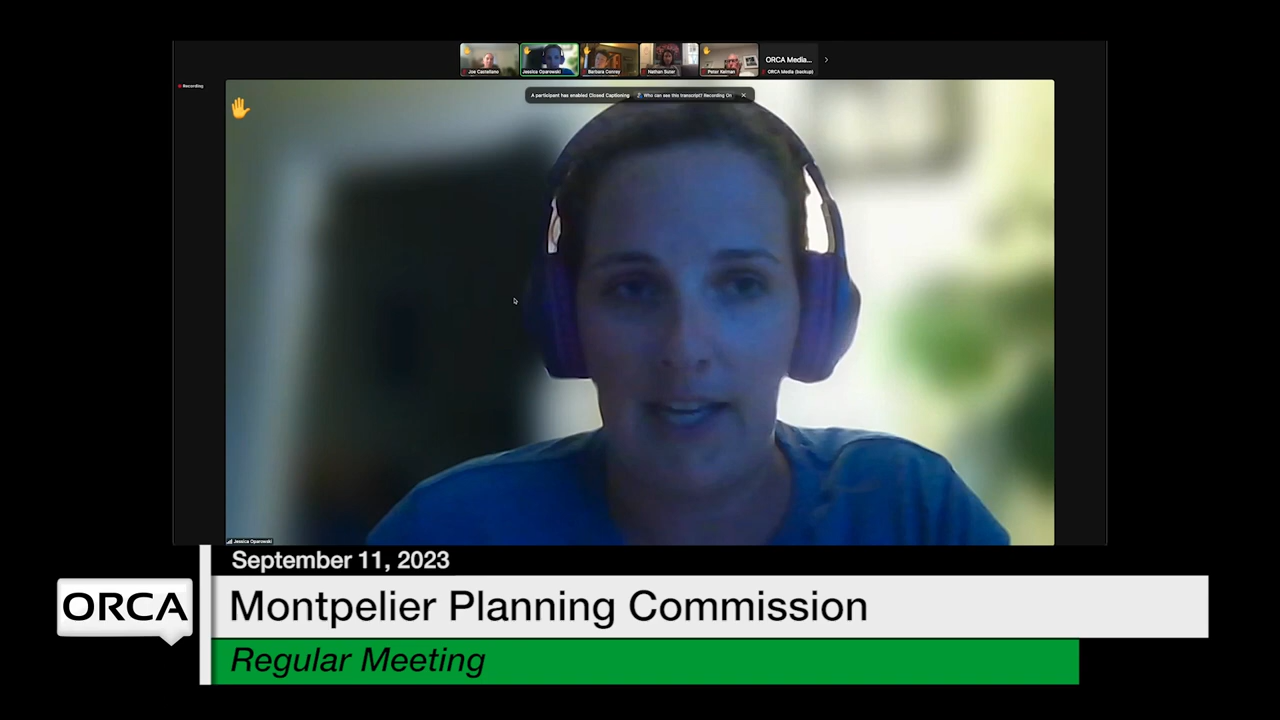 Joe Castellano
Jessica Oparowski
Barbara Conrey
Nathan Suter
Peter Kelman
ORCA Media...
ORCA Media (backup)
Recording
A participant has enabled Closed Captioning
Who can see this transcript? Recording On
Jessica Oparowski
September 11, 2023
ORCA
Montpelier Planning Commission
Regular Meeting